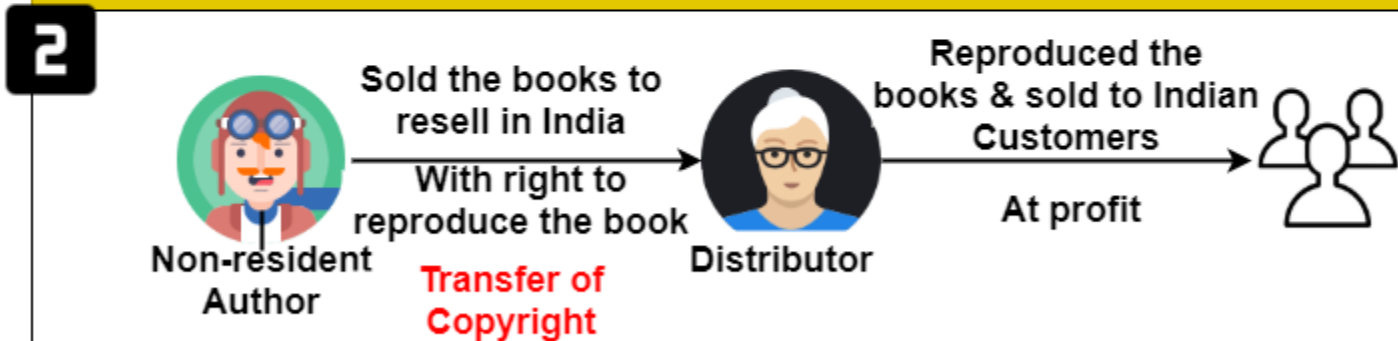 2
Sold the books to
resell in India
With right to
reproduce the book
Transfer of
Copyright
Non-resident
Author
Distributor
Reproduced the
books & sold to Indian
Customers
At profit